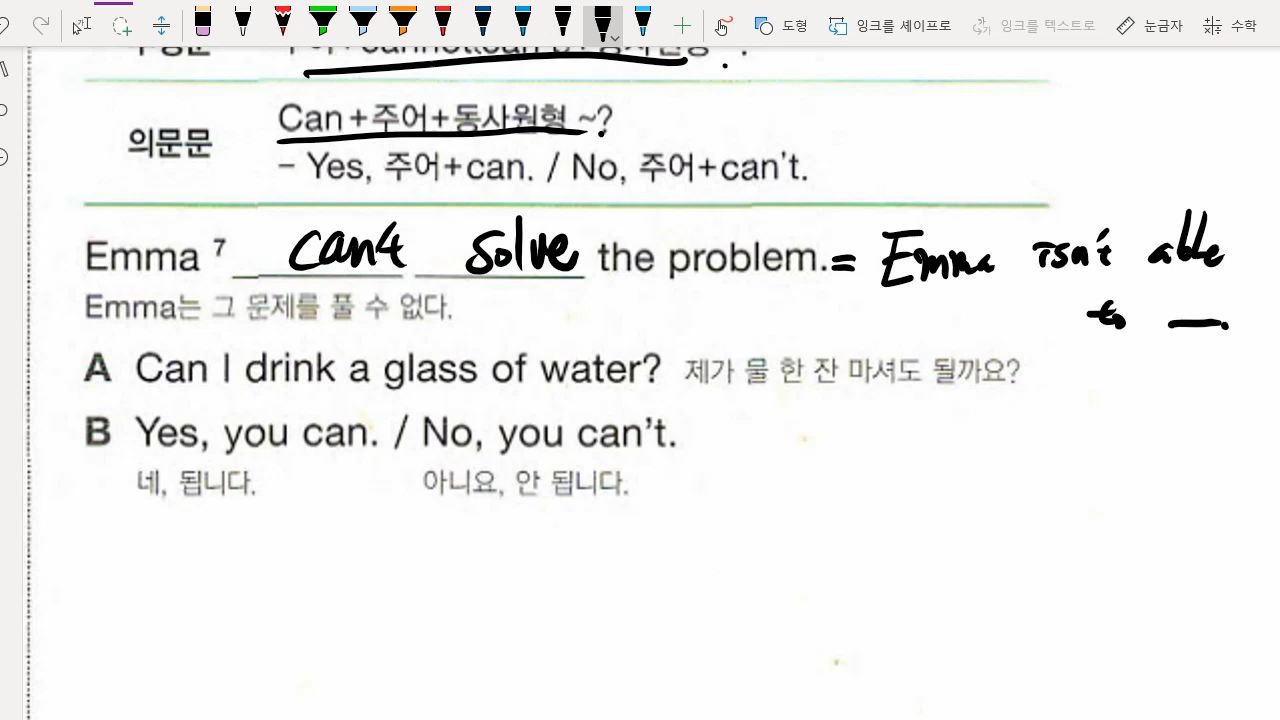 도형 잉크를 셰이프로 잉크를 텍스트로 눈금자 수학
의문문
Can+주어+동사원형 ~?
– Yes, 주어+can. / No, 주어+can't.
Emma 7 can't solve the problem. = Emma isn't able
to __.
Emma는 그 문제를 풀 수 없다.
A Can I drink a glass of water? 제가 물 한 잔 마셔도 될까요?
B Yes, you can. / No, you can't.
네, 됩니다. 아니요, 안 됩니다.